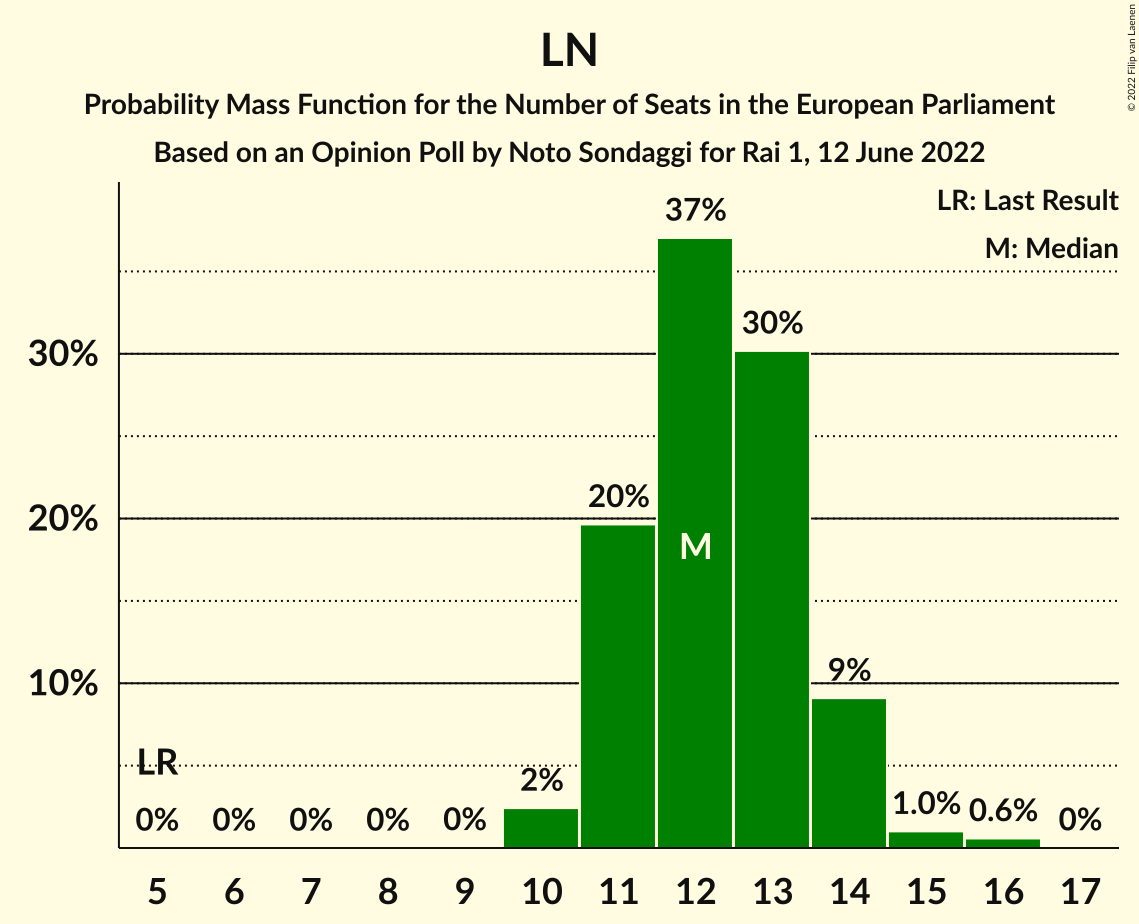 LN
Probability Mass Function for the Number of Seats in the European Parliament
Based on an Opinion Poll by Noto Sondaggi for Rai 1, 12 June 2022
© 2022 Filip van Laenen
LR: Last Result
M: Median
37%
30%
30%
20%
20%
M
10%
9%
LR
2%
0%
0%
0%
0%
0%
1.0%
0.6%
0%
5 6 7 8 9 10 11 12 13 14 15 16 17